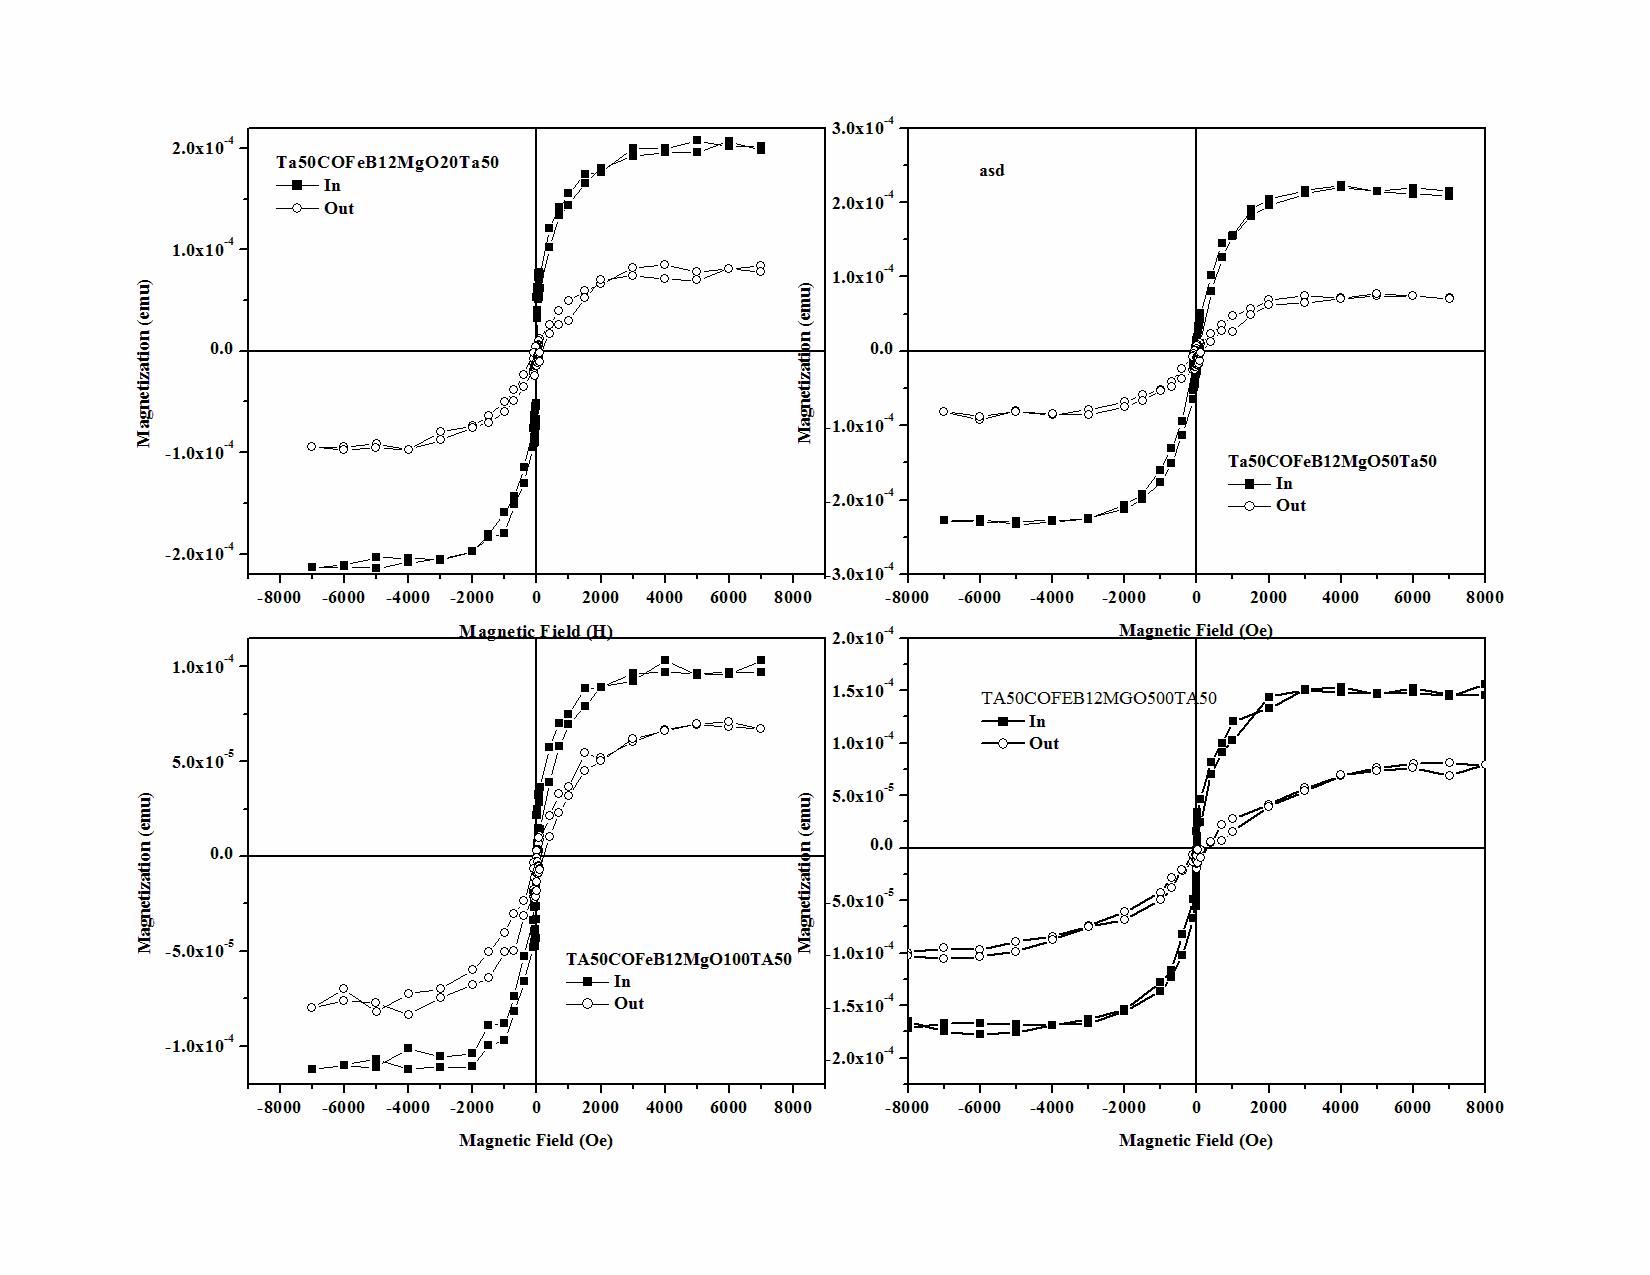 2.0x10-4
1.0x10-4
0.0
-1.0x10-4
-2.0x10-4
Magnetization (emu)
Ta50COFeB12MgO20Ta50
In
Out
-8000 -6000 -4000 -2000 0 2000 4000 6000 8000
Magnetic Field (H)
3.0x10-4
2.0x10-4
1.0x10-4
0.0
-1.0x10-4
-2.0x10-4
-3.0x10-4
Magnetization (emu)
asd
Ta50COFeB12MgO50Ta50
In
Out
-8000 -6000 -4000 -2000 0 2000 4000 6000 8000
Magnetic Field (Oe)
1.0x10-4
5.0x10-5
0.0
-5.0x10-5
-1.0x10-4
Magnetization (emu)
TA50COFeB12MgO100TA50
In
Out
-8000 -6000 -4000 -2000 0 2000 4000 6000 8000
Magnetic Field (Oe)
2.0x10-4
1.5x10-4
1.0x10-4
5.0x10-5
0.0
-5.0x10-5
-1.0x10-4
-1.5x10-4
-2.0x10-4
Magnetization (emu)
TA50COFEB12MGO500TA50
In
Out
-8000 -6000 -4000 -2000 0 2000 4000 6000 8000
Magnetic Field (Oe)